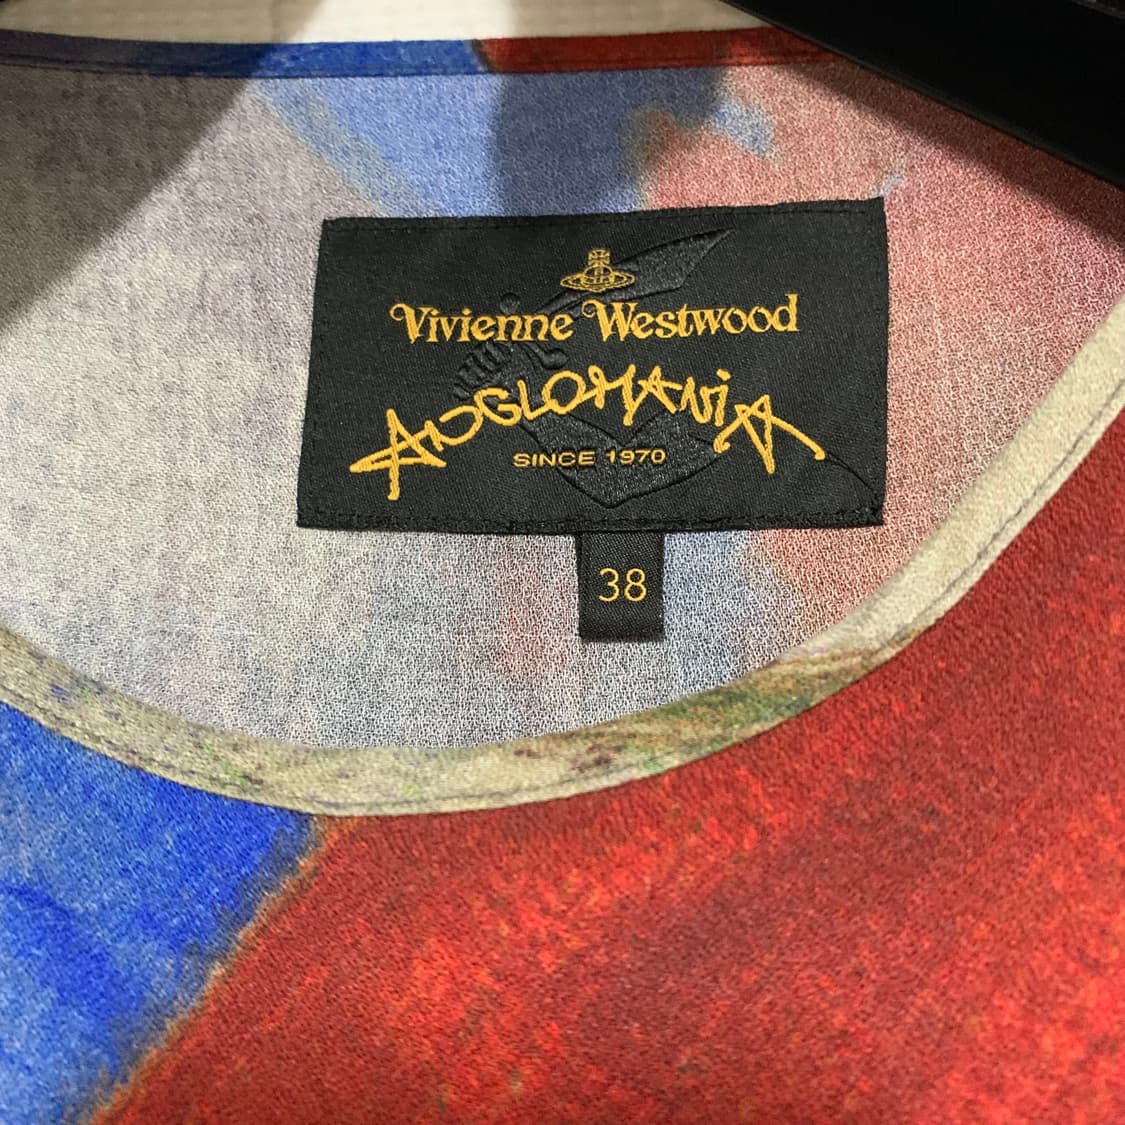 Vivienne Westwood
ANGLOMANiA
SINCE 1970
38